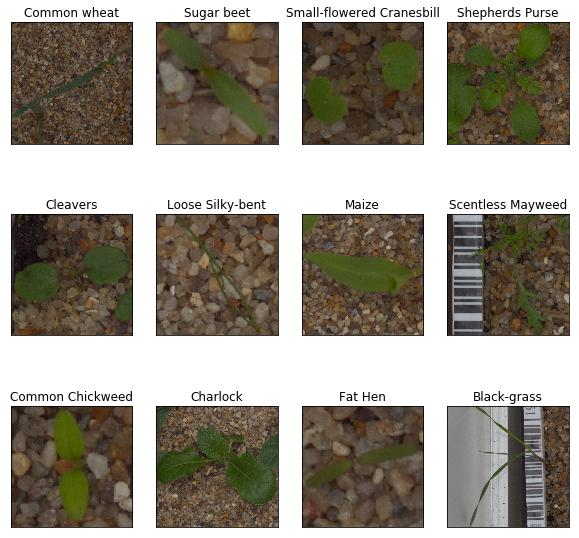 Common wheat
Sugar beet
Small-flowered Cranesbill
Shepherds Purse
Cleavers
Loose Silky-bent
Maize
Scentless Mayweed
Common Chickweed
Charlock
Fat Hen
Black-grass